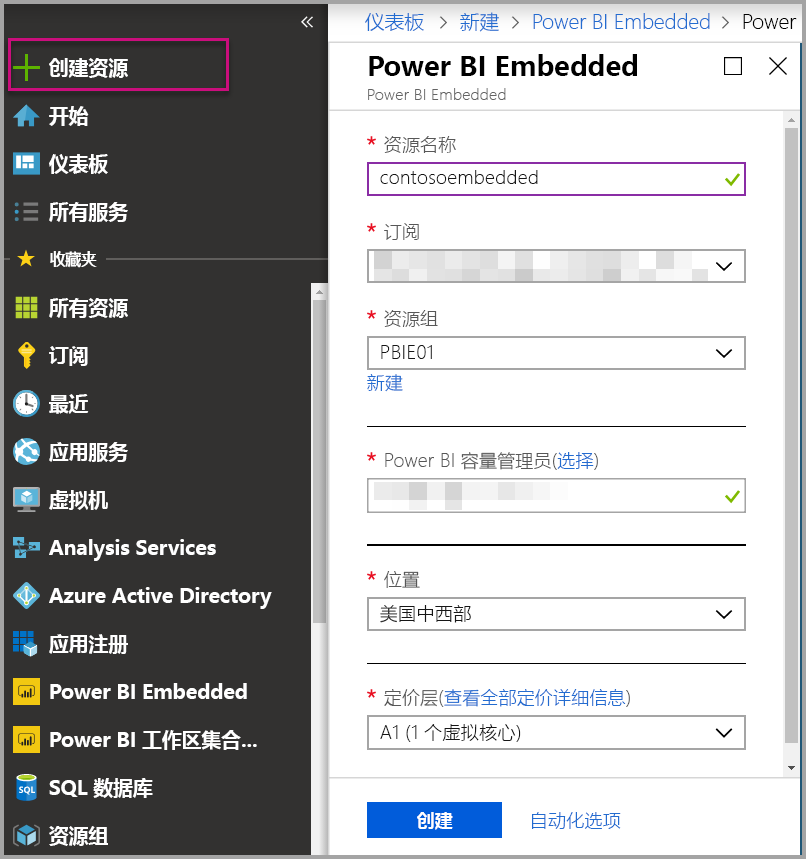 «
创建资源
开始
仪表板
所有服务
收藏夹
所有资源
订阅
最近
应用服务
虚拟机
Analysis Services
Azure Active Directory
应用注册
Power BI Embedded
Power BI 工作区集合...
SQL 数据库
资源组
仪表板 > 新建 > Power BI Embedded > Power
Power BI Embedded
Power BI Embedded
* 资源名称
contosoembedded
* 订阅
* 资源组
PBIE01
新建
* Power BI 容量管理员(选择)
* 位置
美国中西部
* 定价层(查看全部定价详细信息)
A1 (1 个虚拟核心)
创建 自动化选项